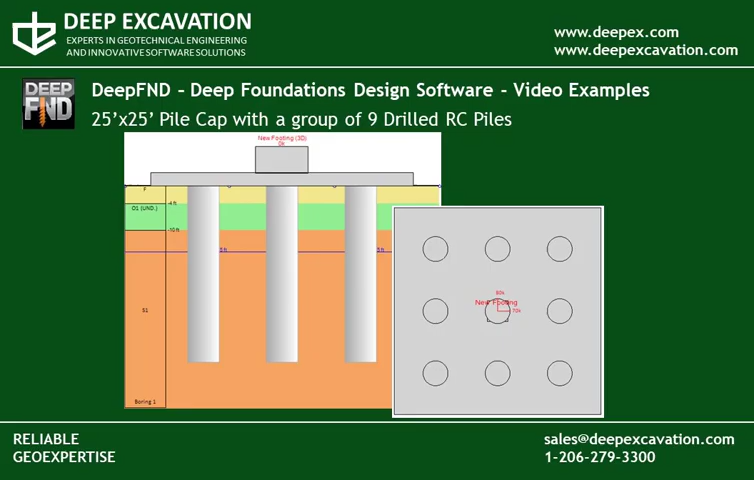 DEEP EXCAVATION
EXPERTS IN GEOTECHNICAL ENGINEERING
AND INNOVATIVE SOFTWARE SOLUTIONS
www.deepex.com
www.deepexcavation.com
DEEP
FND
DeepFND - Deep Foundations Design Software - Video Examples
25'x25' Pile Cap with a group of 9 Drilled RC Piles
New Footing (3D)
0k
F
-4 ft
O1 (UND.)
-10 ft
S1
Boring 1
80k
New Footing
70k
RELIABLE
GEOEXPERTISE
sales@deepexcavation.com
1-206-279-3300